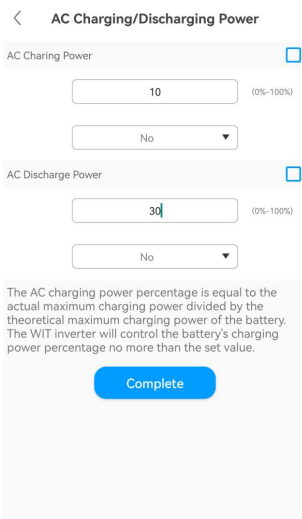 AC Charging/Discharging Power
AC Charing Power
10
(0%~100%)
No
AC Discharge Power
30
(0%~100%)
No
The AC charging power percentage is equal to the
actual maximum charging power divided by the
theoretical maximum charging power of the battery.
The WIT inverter will control the battery's charging
power percentage no more than the set value.
Complete